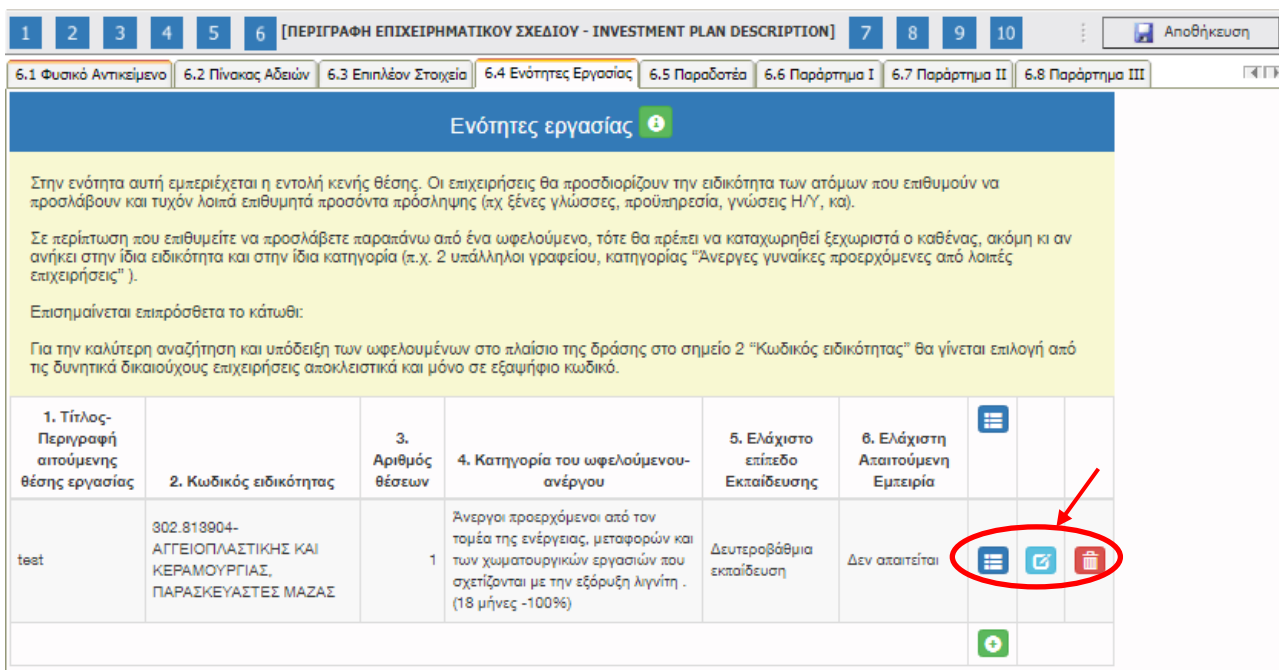 1 2 3 4 5 6 [ΠΕΡΙΓΡΑΦΗ ΕΠΙΧΕΙΡΗΜΑΤΙΚΟΥ ΣΧΕΔΙΟΥ - INVESTMENT PLAN DESCRIPTION] 7 8 9 10 Αποθήκευση
6.1 Φυσικό Αντικείμενο 6.2 Πίνακας Αδειών 6.3 Επιπλέον Στοιχεία 6.4 Ενότητες Εργασίας 6.5 Παραδοτέα 6.6 Παράρτημα I 6.7 Παράρτημα II 6.8 Παράρτημα III
Ενότητες εργασίας
Στην ενότητα αυτή εμπεριέχεται η εντολή κενής θέσης. Οι επιχειρήσεις θα προσδιορίζουν την ειδικότητα των ατόμων που επιθυμούν να
προσλάβουν και τυχόν λοιπά επιθυμητά προσόντα πρόσληψης (πχ ξένες γλώσσες, προϋπηρεσία, γνώσεις Η/Υ, κα).
Σε περίπτωση που επιθυμείτε να προσλάβετε παραπάνω από ένα ωφελούμενο, τότε θα πρέπει να καταχωρηθεί ξεχωριστά ο καθένας, ακόμη κι αν
ανήκει στην ίδια ειδικότητα και στην ίδια κατηγορία (π.χ. 2 υπάλληλοι γραφείου, κατηγορίας “Άνεργες γυναίκες προερχόμενες από λοιπές
επιχειρήσεις” ).
Επισημαίνεται επιπρόσθετα το κάτωθι:
Για την καλύτερη αναζήτηση και υπόδειξη των ωφελουμένων στο πλαίσιο της δράσης στο σημείο 2 “Κωδικός ειδικότητας” θα γίνεται επιλογή από
τις δυνητικά δικαιούχους επιχειρήσεις αποκλειστικά και μόνο σε εξαψήφιο κωδικό.
1. Τίτλος-
Περιγραφή
αιτούμενης
θέσης εργασίας
2. Κωδικός ειδικότητας
3.
Αριθμός
θέσεων
4. Κατηγορία του ωφελούμενου-
ανέργου
5. Ελάχιστο
επίπεδο
Εκπαίδευσης
6. Ελάχιστη
Απαιτούμενη
Εμπειρία
test
302.813904-
ΑΓΓΕΙΟΠΛΑΣΤΙΚΗΣ ΚΑΙ
ΚΕΡΑΜΟΥΡΓΙΑΣ,
ΠΑΡΑΣΚΕΥΑΣΤΕΣ ΜΑΖΑΣ
1
Άνεργοι προερχόμενοι από τον
τομέα της ενέργειας, μεταφορών και
των χωματουργικών εργασιών που
σχετίζονται με την εξόρυξη λιγνίτη .
(18 μήνες -100%)
Δευτεροβάθμια
εκπαίδευση
Δεν απαιτείται